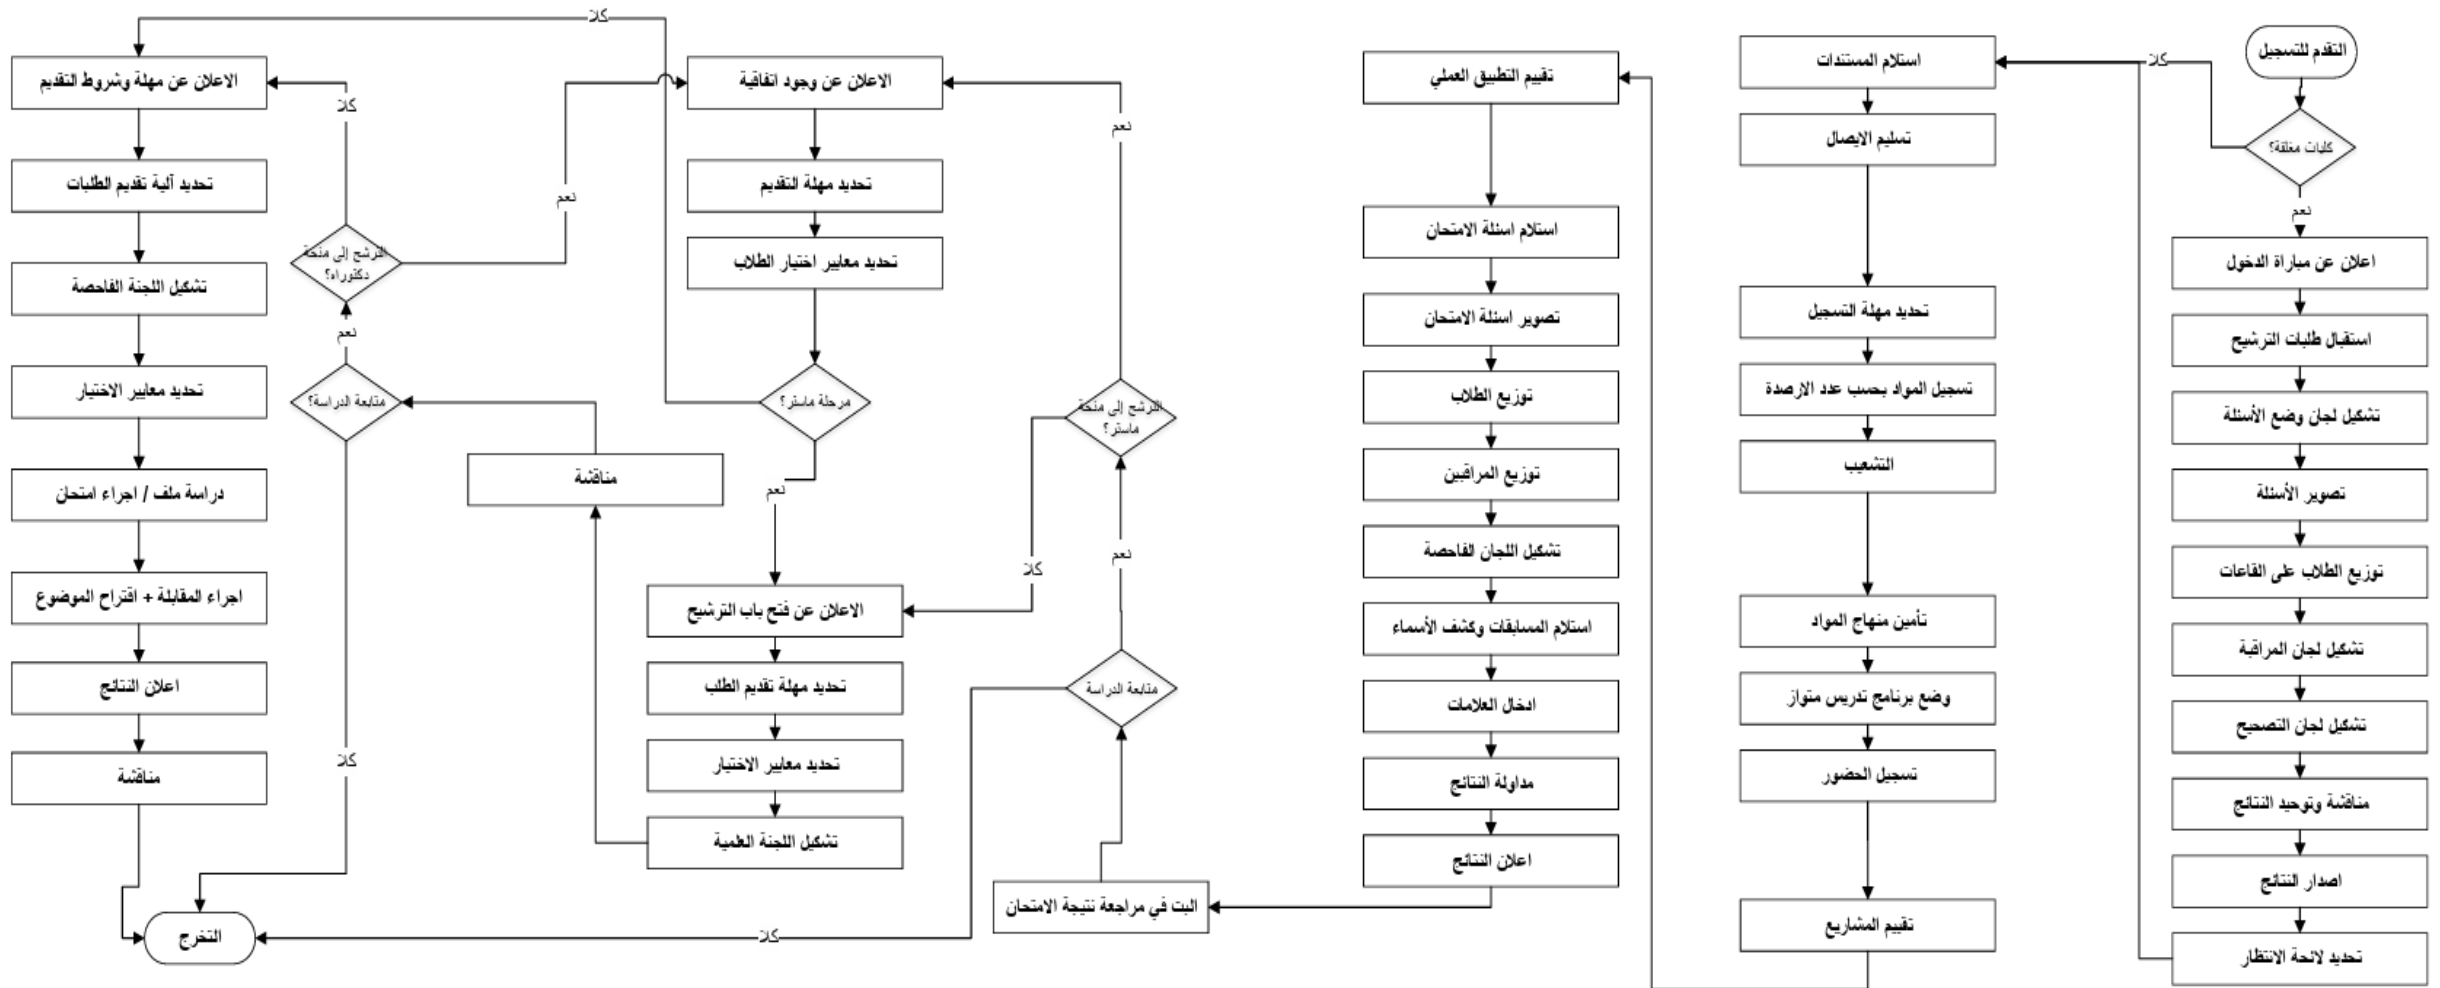 التقدم للتسجيل
كليات مغلقة؟
كلا
نعم
اعلان عن مباراة الدخول
استقبال طلبات الترشيح
تشكيل لجان وضع الأسئلة
تصوير الأسئلة
توزيع الطلاب على القاعات
تشكيل لجان المراقبة
تشكيل لجان التصحيح
مناقشة وتوحيد النتائج
اصدار النتائج
تحديد لائحة الانتظار
استلام المستندات
تسليم الايصال
تحديد مهلة التسجيل
تسجيل المواد بحسب عدد الارصدة
التشعيب
تأمين منهاج المواد
وضع برنامج تدريس متواز
تسجيل الحضور
تقييم المشاريع
تقييم التطبيق العملي
استلام اسئلة الامتحان
تصوير اسئلة الامتحان
توزيع الطلاب
توزيع المراقبين
تشكيل اللجان الفاحصة
استلام المسابقات وكشف الأسماء
ادخال العلامات
مداولة النتائج
اعلان النتائج
البت في مراجعة نتيجة الامتحان
متابعة الدراسة
نعم
كلا
الترشح إلى منحة
ماستر؟
نعم
كلا
الاعلان عن وجود اتفاقية
تحديد مهلة التقديم
تحديد معايير اختيار الطلاب
مرحلة ماستر؟
كلا
نعم
الاعلان عن فتح باب الترشيح
تحديد مهلة تقديم الطلب
تحديد معايير الاختيار
تشكيل اللجنة العلمية
مناقشة
متابعة الدراسة؟
نعم
كلا
الترشح إلى منحة
دكتوراه؟
نعم
كلا
الاعلان عن مهلة وشروط التقديم
تحديد آلية تقديم الطلبات
تشكيل اللجنة الفاحصة
تحديد معايير الاختيار
دراسة ملف / اجراء امتحان
اجراء المقابلة + اقتراح الموضوع
اعلان النتائج
مناقشة
التخرج